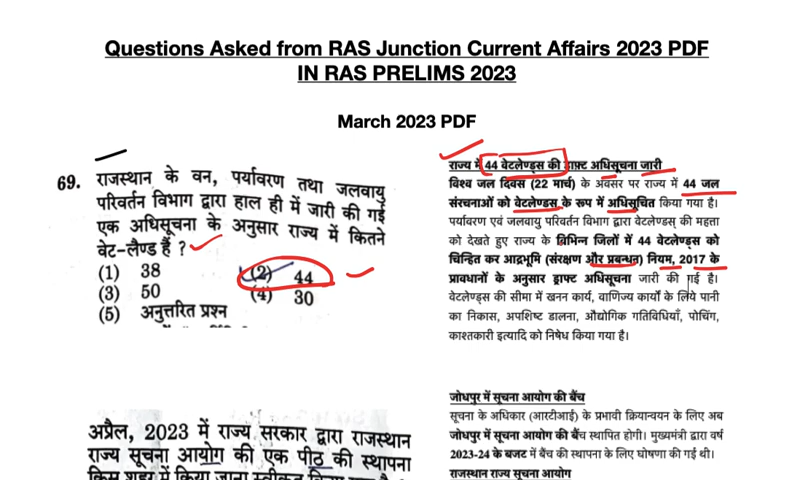 Questions Asked from RAS Junction Current Affairs 2023 PDF
IN RAS PRELIMS 2023
March 2023 PDF
69. राजस्थान के वन, पर्यावरण तथा जलवायु
परिवर्तन विभाग द्वारा हाल ही में जारी की गई
एक अधिसूचना के अनुसार राज्य में कितने
वेट-लैण्ड हैं ?
(1) 38 (2) 44
(3) 50 (4) 30
(5) अनुत्तरित प्रश्न
अप्रैल, 2023 में राज्य सरकार द्वारा राजस्थान
राज्य सूचना आयोग की एक पीठ की स्थापना
राज्य में 44 वेटलैण्ड्स की ड्राफ्ट अधिसूचना जारी
विश्व जल दिवस (22 मार्च) के अवसर पर राज्य में 44 जल
संरचनाओं को वेटलैण्ड्स के रूप में अधिसूचित किया गया है।
पर्यावरण एवं जलवायु परिवर्तन विभाग द्वारा वेटलैण्ड्स की महत्ता
को देखते हुए राज्य के विभिन्न जिलों में 44 वेटलैण्ड्स को
चिन्हित कर आद्रभूमि (संरक्षण और प्रबन्धन) नियम, 2017 के
प्रावधानों के अनुसार ड्राफ्ट अधिसूचना जारी की गई है।
वेटलैण्ड्स की सीमा में खनन कार्य, वाणिज्य कार्यों के लिये पानी
का निकास, अपशिष्ट डालना, औद्योगिक गतिविधियाँ, पोचिंग,
काश्तकारी इत्यादि को निषेध किया गया है।
जोधपुर में सूचना आयोग की बैंच
सूचना के अधिकार (आरटीआई) के प्रभावी क्रियान्वयन के लिए अब
जोधपुर में सूचना आयोग की बैंच स्थापित होगी। मुख्यमंत्री द्वारा वर्ष
2023-24 के बजट में बैंच की स्थापना के लिए घोषणा की गई थी।
राजस्थान राज्य सूचना आयोग